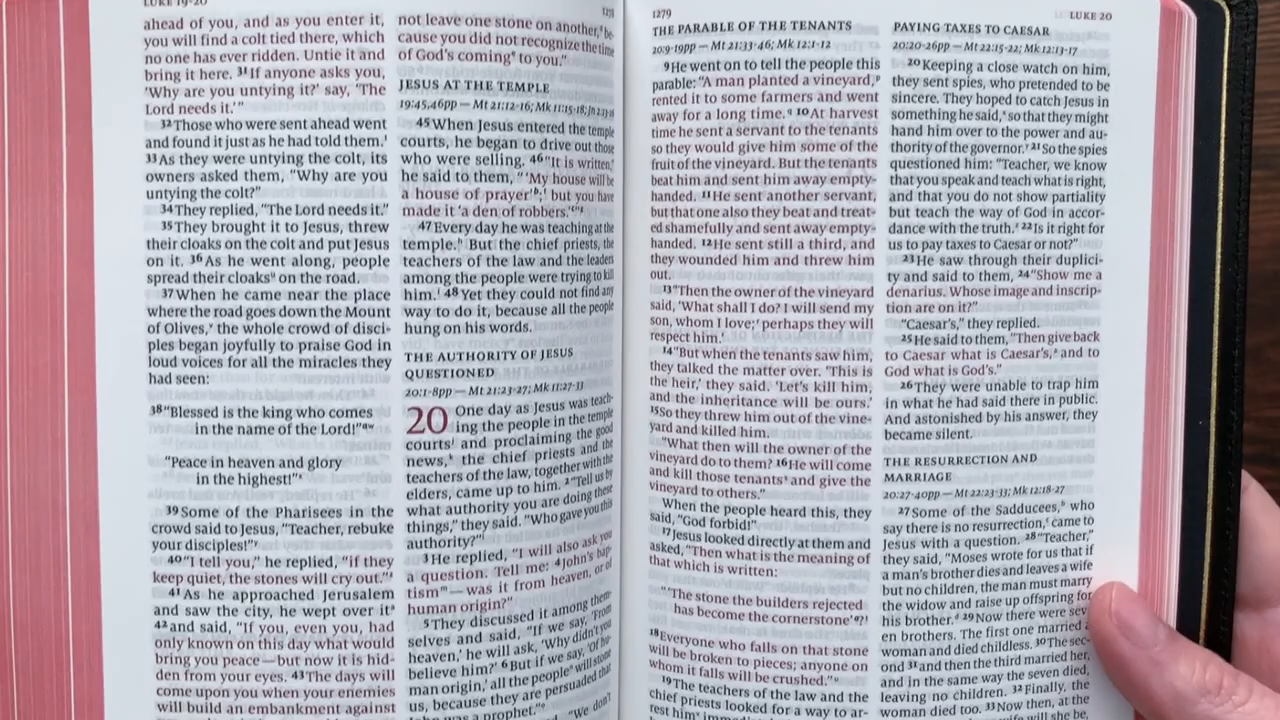 LUKE 19-20
ahead of you, and as you enter it,
you will find a colt tied there, which
no one has ever ridden. Untie it and
bring it here. 31 If anyone asks you,
'Why are you untying it?' say, 'The
Lord needs it.'"
32 Those who were sent ahead went
and found it just as he had told them.
33 As they were untying the colt, its
owners asked them, "Why are you
untying the colt?"
34 They replied, "The Lord needs it."
35 They brought it to Jesus, threw
their cloaks on the colt and put Jesus
on it. 36 As he went along, people
spread their cloaks on the road.
37 When he came near the place
where the road goes down the Mount
of Olives, the whole crowd of disci-
ples began joyfully to praise God in
loud voices for all the miracles they
had seen:
38 "Blessed is the king who comes
in the name of the Lord!"
"Peace in heaven and glory
in the highest!"
39 Some of the Pharisees in the
crowd said to Jesus, "Teacher, rebuke
your disciples!"
40 "I tell you," he replied, "if they
keep quiet, the stones will cry out."
41 As he approached Jerusalem
and saw the city, he wept over it
42 and said, "If you, even you, had
only known on this day what would
bring you peace—but now it is hid-
den from your eyes. 43 The days will
come upon you when your enemies
will build an embankment against
not leave one stone on another, be-
cause you did not recognize the time
of God's coming to you."
JESUS AT THE TEMPLE
19:45,46pp — Mt 21:12-16; Mk 11:15-18; Jn 2:13-16
45 When Jesus entered the temple
courts, he began to drive out those
who were selling. 46 "It is written,"
he said to them, "'My house will be
a house of prayer'b; but you have
made it 'a den of robbers.'c"
47 Every day he was teaching at the
temple. But the chief priests, the
teachers of the law and the leaders
among the people were trying to kill
him. 48 Yet they could not find any
way to do it, because all the people
hung on his words.
THE AUTHORITY OF JESUS
QUESTIONED
20:1-8pp — Mt 21:23-27; Mk 11:27-33
20 One day as Jesus was teach-
ing the people in the temple
courts and proclaiming the good
news, the chief priests and the
teachers of the law, together with the
elders, came up to him. 2 "Tell us by
what authority you are doing these
things," they said. "Who gave you this
authority?"
3 He replied, "I will also ask you
a question. Tell me: 4 John's bap-
tism — was it from heaven, or of
human origin?"
5 They discussed it among them-
selves and said, "If we say, 'From
heaven,' he will ask, 'Why didn't you
believe him?' 6 But if we say, 'Of hu-
man origin,' all the people will stone
us, because they are persuaded that
was a prophet."
"We don't
1279
THE PARABLE OF THE TENANTS
20:9-19pp — Mt 21:33-46; Mk 12:1-12
9 He went on to tell the people this
parable: "A man planted a vineyard,
rented it to some farmers and went
away for a long time. 10 At harvest
time he sent a servant to the tenants
so they would give him some of the
fruit of the vineyard. But the tenants
beat him and sent him away empty-
handed. 11 He sent another servant,
but that one also they beat and treat-
ed shamefully and sent away empty-
handed. 12 He sent still a third, and
they wounded him and threw him
out.
13 "Then the owner of the vineyard
said, 'What shall I do? I will send my
son, whom I love; perhaps they will
respect him.'
14 "But when the tenants saw him,
they talked the matter over. 'This is
the heir,' they said. 'Let's kill him,
and the inheritance will be ours.'
15 So they threw him out of the vine-
yard and killed him.
"What then will the owner of the
vineyard do to them? 16 He will come
and kill those tenants and give the
vineyard to others."
When the people heard this, they
said, "God forbid!"
17 Jesus looked directly at them and
asked, "Then what is the meaning of
that which is written:
"'The stone the builders rejected
has become the cornerstone'?
18 Everyone who falls on that stone
will be broken to pieces; anyone on
whom it falls will be crushed."
19 The teachers of the law and the
chief priests looked for a way to ar-
rest him
LUKE 20
PAYING TAXES TO CAESAR
20:20-26pp — Mt 22:15-22; Mk 12:13-17
20 Keeping a close watch on him,
they sent spies, who pretended to be
sincere. They hoped to catch Jesus in
something he said, so that they might
hand him over to the power and au-
thority of the governor. 21 So the spies
questioned him: "Teacher, we know
that you speak and teach what is right,
and that you do not show partiality
but teach the way of God in accor-
dance with the truth. 22 Is it right for
us to pay taxes to Caesar or not?"
23 He saw through their duplici-
ty and said to them, 24 "Show me a
denarius. Whose image and inscrip-
tion are on it?"
"Caesar's," they replied.
25 He said to them, "Then give back
to Caesar what is Caesar's, and to
God what is God's."
26 They were unable to trap him
in what he had said there in public.
And astonished by his answer, they
became silent.
THE RESURRECTION AND
MARRIAGE
20:27-40pp — Mt 22:23-33; Mk 12:18-27
27 Some of the Sadducees, who
say there is no resurrection, came to
Jesus with a question. 28 "Teacher,"
they said, "Moses wrote for us that if
a man's brother dies and leaves a wife
but no children, the man must marry
the widow and raise up offspring for
his brother. 29 Now there were sev-
en brothers. The first one married a
woman and died childless. 30 The sec-
ond 31 and then the third married her,
and in the same way the seven died,
leaving no children. 32 Finally, the
woman died too. 33 Now then, at the
wife will she be,